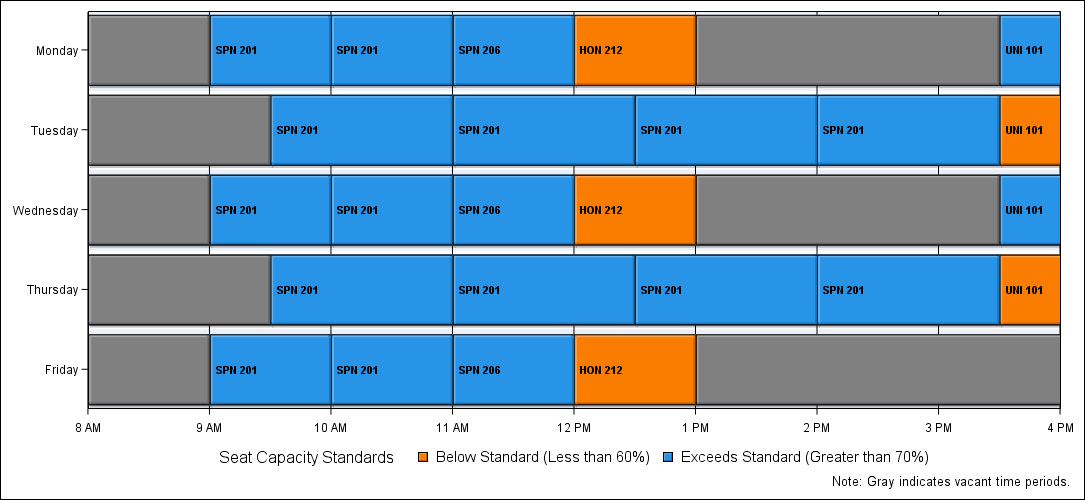 Monday SPN 201 SPN 201 SPN 206 HON 212 UNI 101
Tuesday SPN 201 SPN 201 SPN 201 SPN 201 UNI 101
Wednesday SPN 201 SPN 201 SPN 206 HON 212 UNI 101
Thursday SPN 201 SPN 201 SPN 201 SPN 201 UNI 101
Friday SPN 201 SPN 201 SPN 206 HON 212
8 AM 9 AM 10 AM 11 AM 12 PM 1 PM 2 PM 3 PM 4 PM
Seat Capacity Standards Below Standard (Less than 60%) Exceeds Standard (Greater than 70%)
Note: Gray indicates vacant time periods.